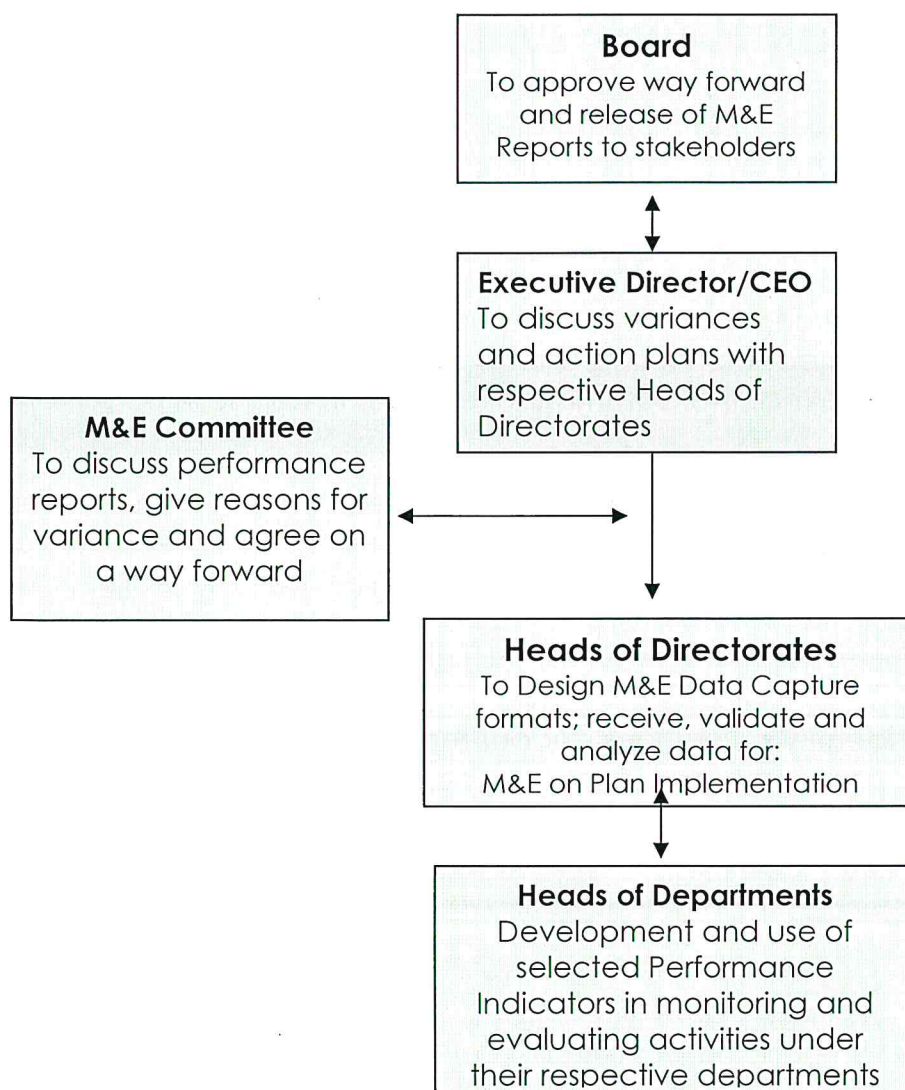 Board
To approve way forward
and release of M&E
Reports to stakeholders
Executive Director/CEO
To discuss variances
and action plans with
respective Heads of
Directorates
M&E Committee
To discuss performance
reports, give reasons for
variance and agree on
a way forward
Heads of Directorates
To Design M&E Data Capture
formats; receive, validate and
analyze data for:
M&E on Plan Implementation
Heads of Departments
Development and use of
selected Performance
Indicators in monitoring and
evaluating activities under
their respective departments